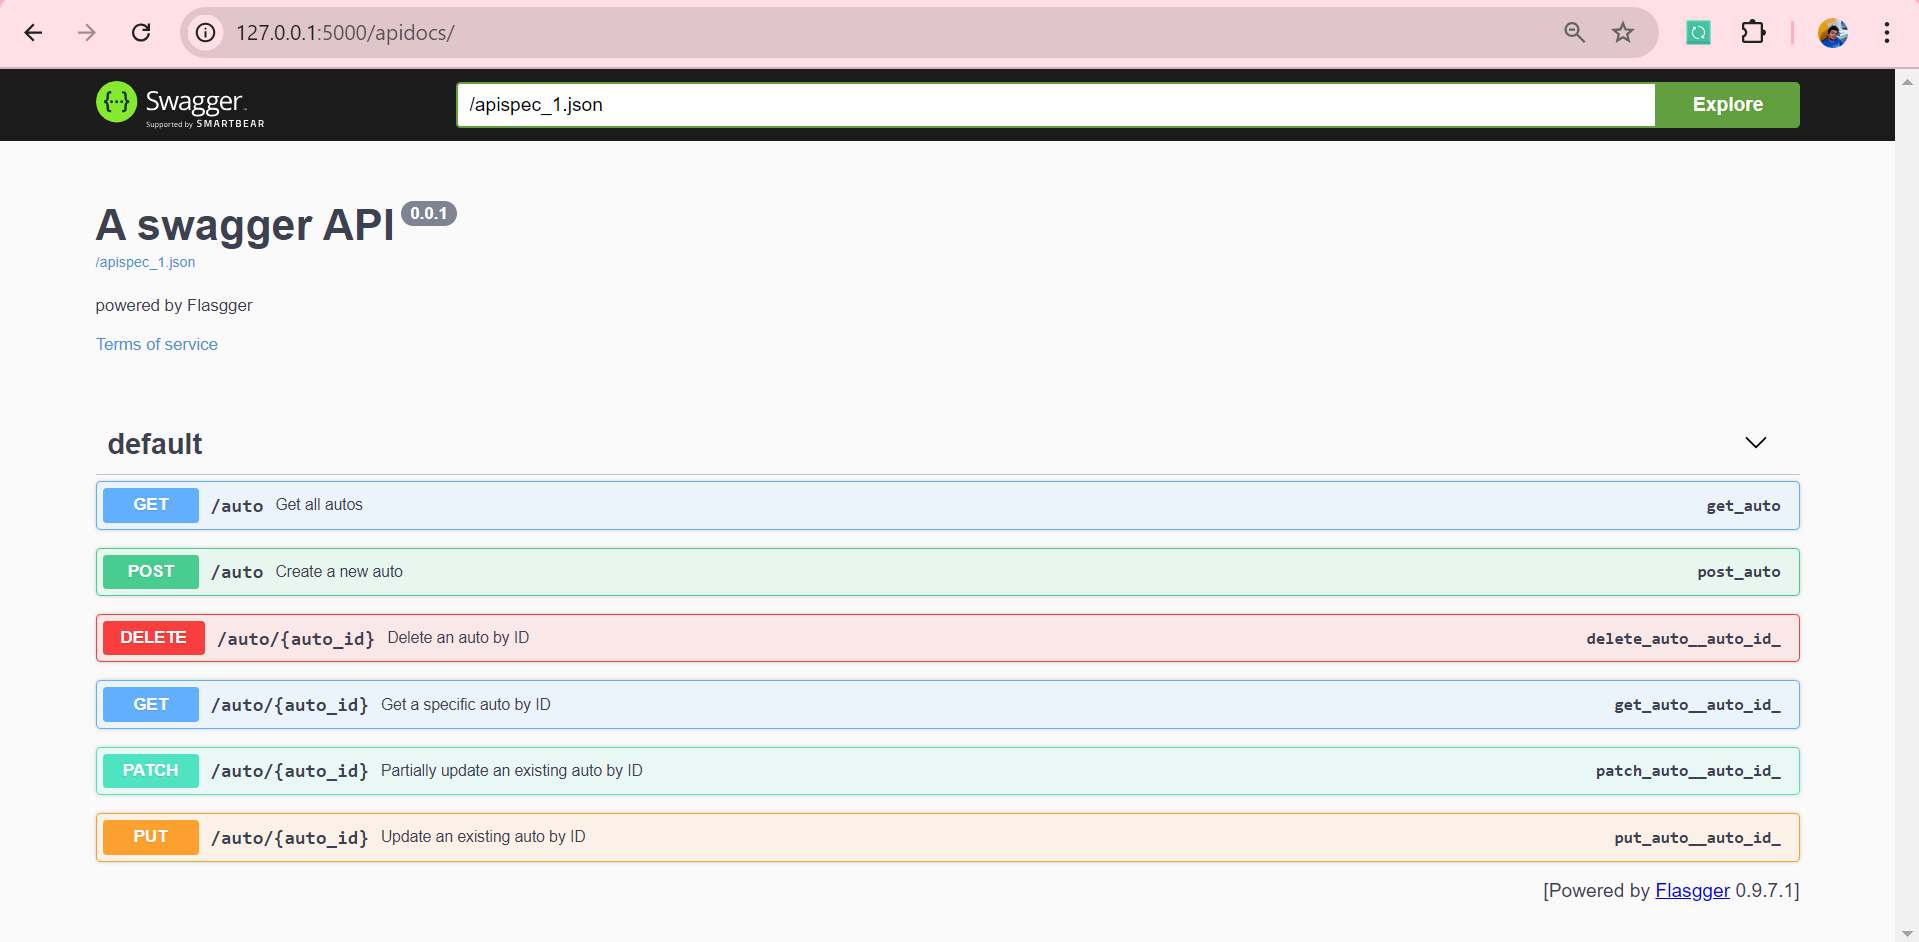 127.0.0.1:5000/apidocs/
Swagger
Supported by SMARTBEAR
/apispec_1.json
Explore
A swagger API 0.0.1
/apispec_1.json
powered by Flasgger
Terms of service
default
GET /auto Get all autos get_auto
POST /auto Create a new auto post_auto
DELETE /auto/{auto_id} Delete an auto by ID delete_auto__auto_id_
GET /auto/{auto_id} Get a specific auto by ID get_auto__auto_id_
PATCH /auto/{auto_id} Partially update an existing auto by ID patch_auto__auto_id_
PUT /auto/{auto_id} Update an existing auto by ID put_auto__auto_id_
[Powered by Flasgger 0.9.7.1]